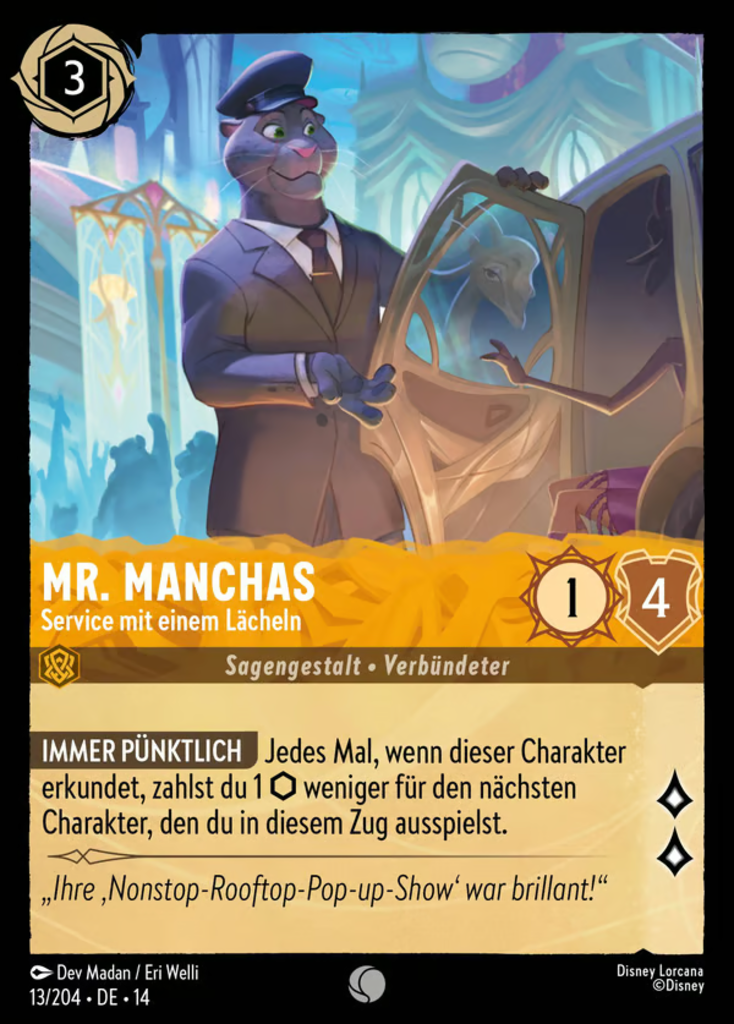 3
MR. MANCHAS
Service mit einem Lächeln
1
4
Sagengestalt • Verbündeter
IMMER PÜNKTLICH Jedes Mal, wenn dieser Charakter
erkundet, zahlst du 1 ⬡ weniger für den nächsten
Charakter, den du in diesem Zug ausspielst.
„Ihre ‚Nonstop-Rooftop-Pop-up-Show‘ war brillant!“
Dev Madan / Eri Welli
13/204 • DE • 14
Disney Lorcana
©Disney